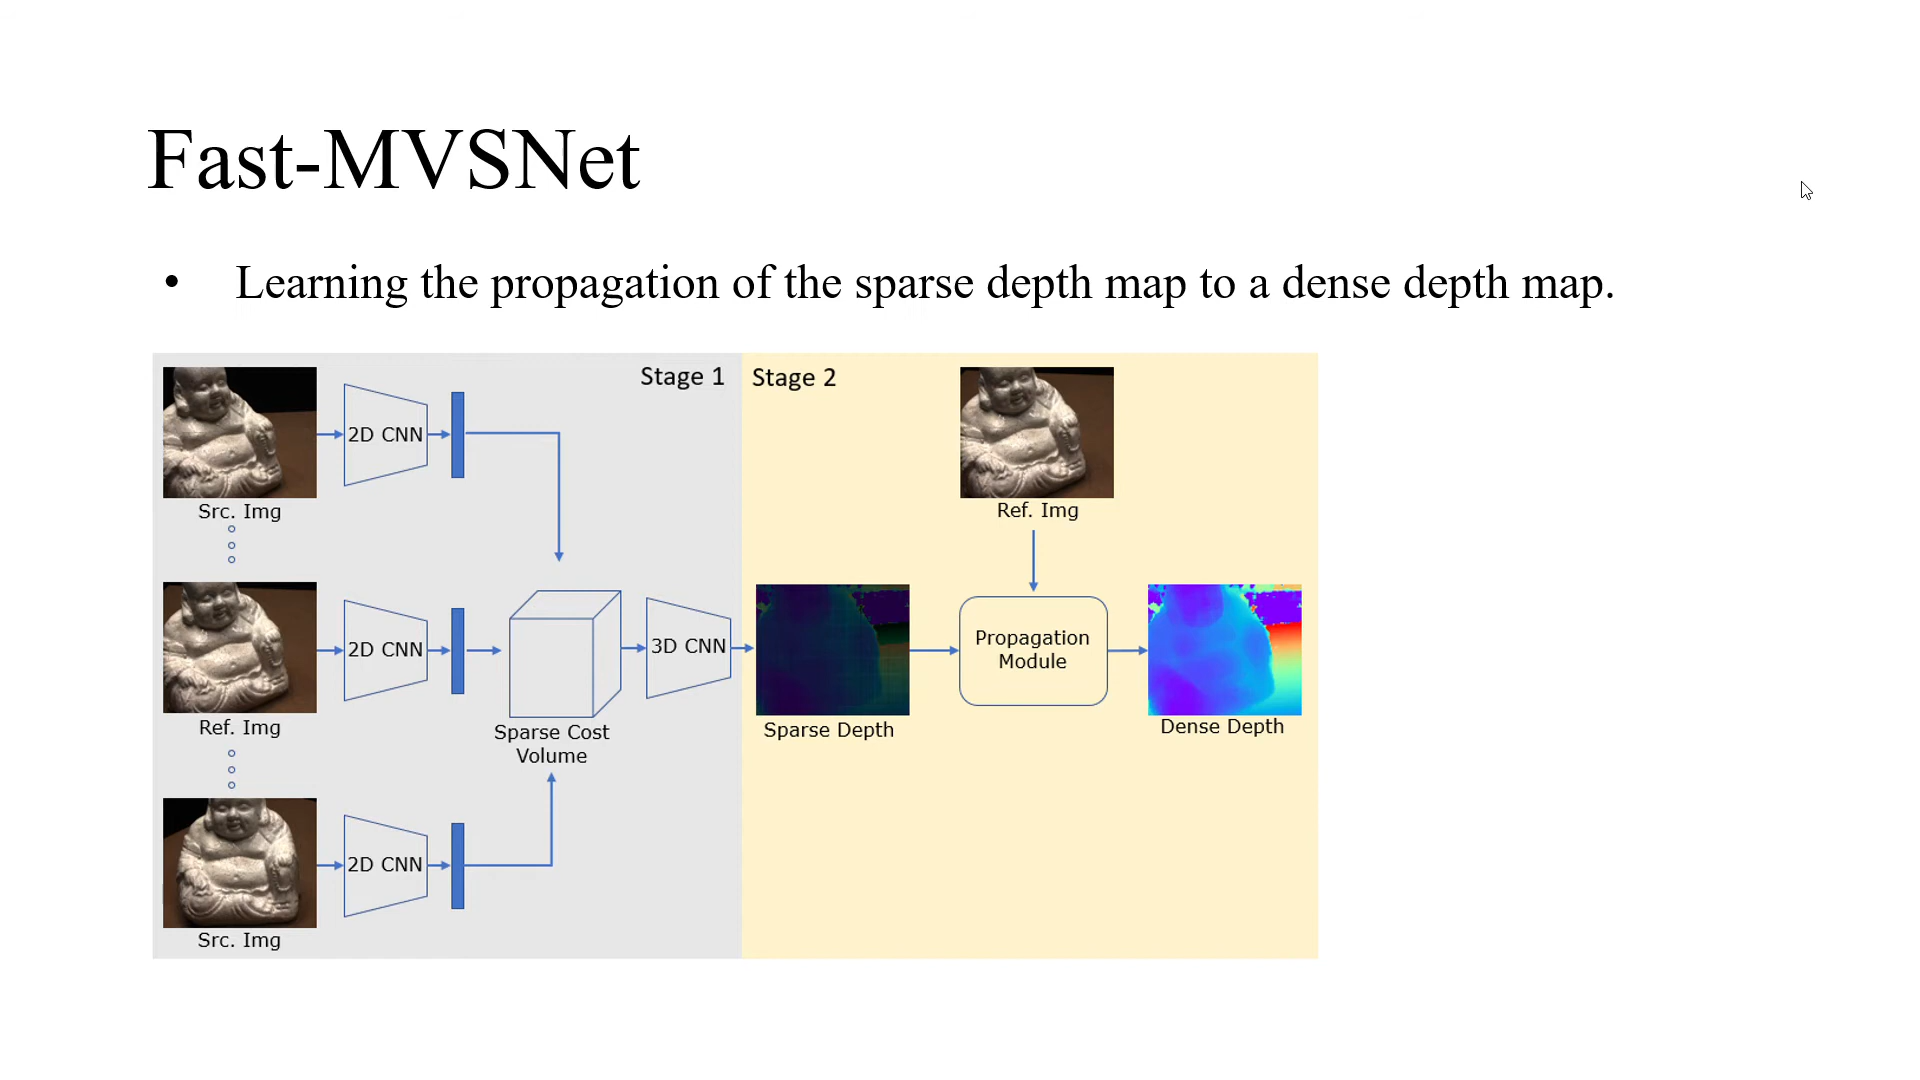 Fast-MVSNet
• Learning the propagation of the sparse depth map to a dense depth map.
Stage 1
Stage 2
2D CNN
Src. Img
Ref. Img
2D CNN
Ref. Img
Sparse Cost
Volume
3D CNN
Sparse Depth
Propagation
Module
Dense Depth
2D CNN
Src. Img